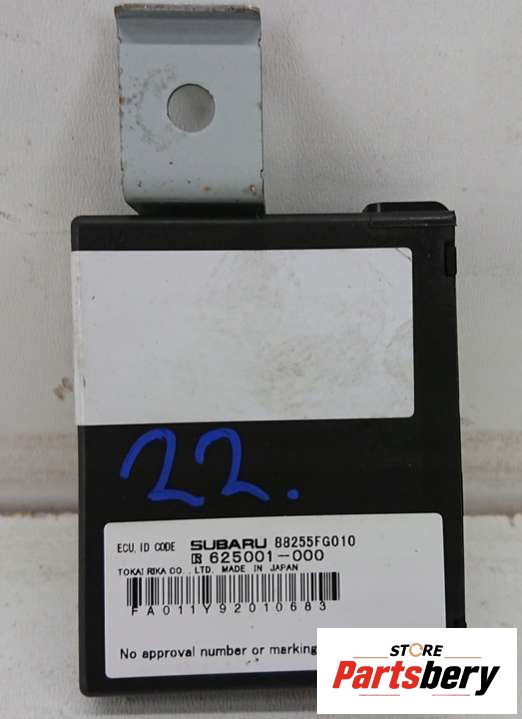 22.
ECU. ID CODE SUBARU 88255FG010
625001-000
TOKAI RIKA CO., LTD. MADE IN JAPAN
FA011Y92010683
No approval number or marking
STORE
Partsbery